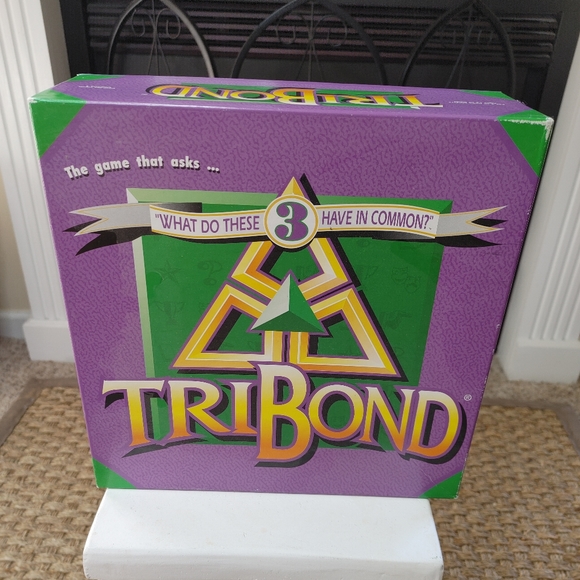 TRIBOND
The game that asks ...
"WHAT DO THESE 3 HAVE IN COMMON?"
TRIBOND®